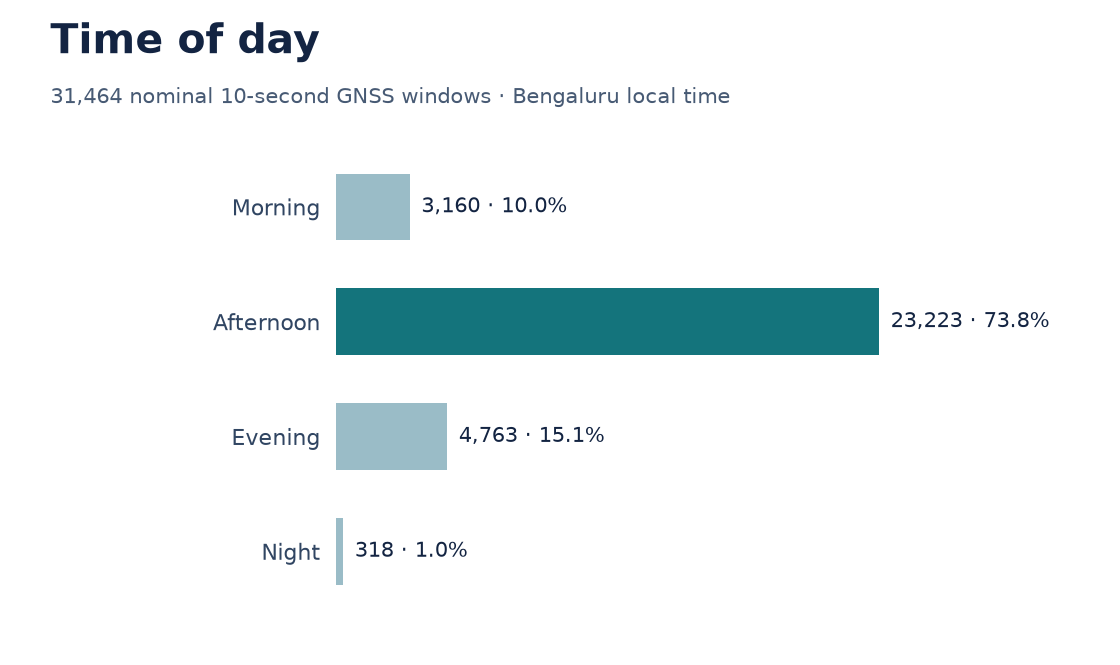 Time of day
31,464 nominal 10-second GNSS windows · Bengaluru local time
Morning 3,160 · 10.0%
Afternoon 23,223 · 73.8%
Evening 4,763 · 15.1%
Night 318 · 1.0%